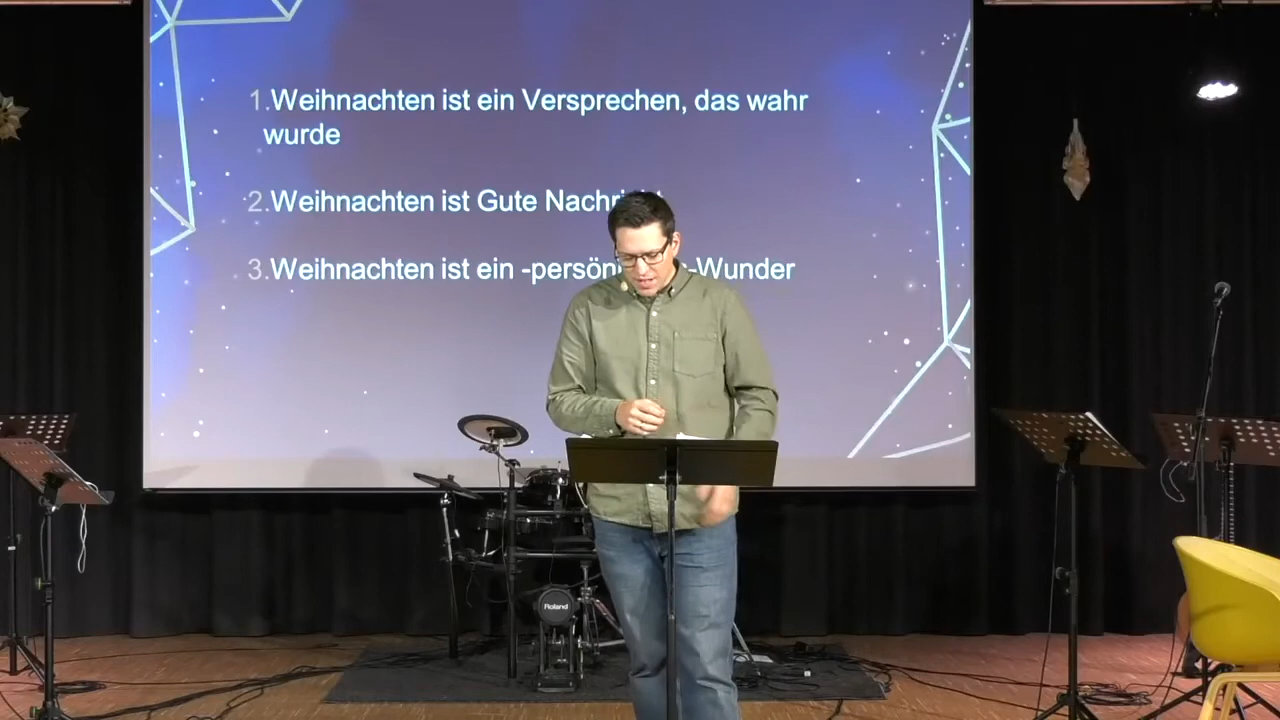 1.Weihnachten ist ein Versprechen, das wahr
wurde
2.Weihnachten ist Gute
3.Weihnachten ist ein -Wunder
Roland